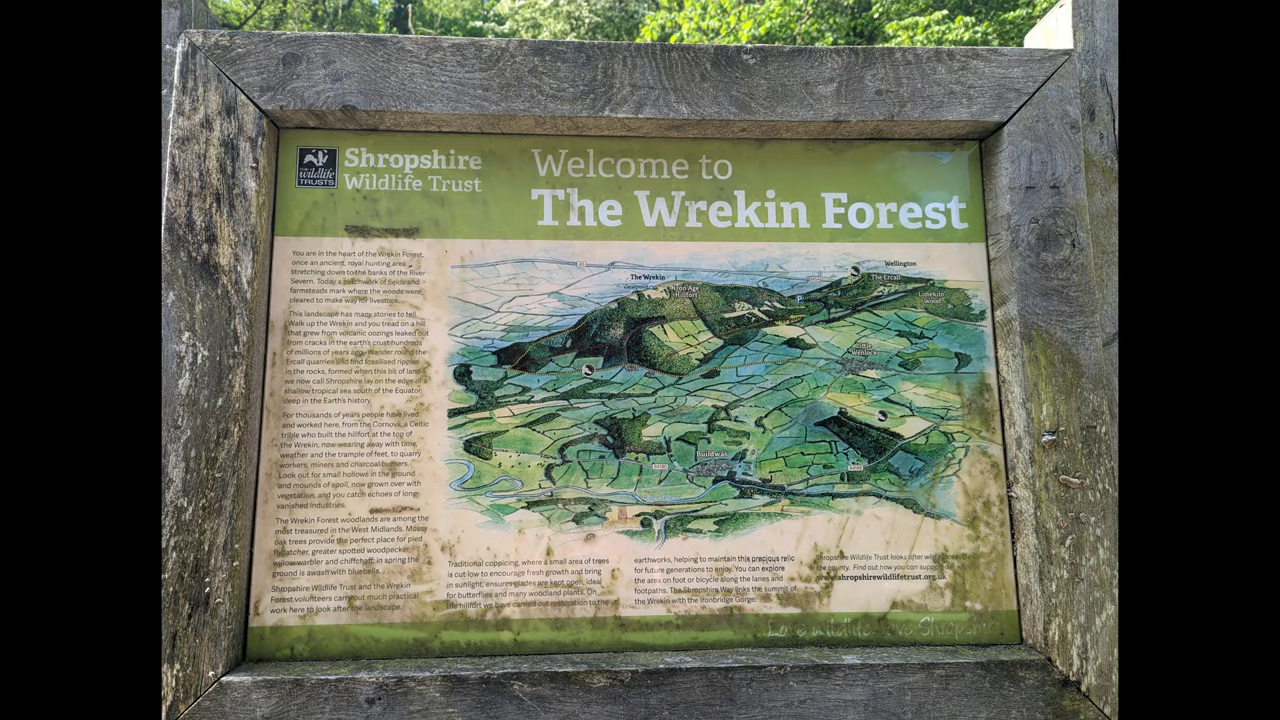 the
wildlife
TRUSTS
Shropshire
Wildlife Trust
Welcome to
The Wrekin Forest
You are in the heart of the Wrekin Forest,
once an ancient, royal hunting area
stretching down to the banks of the River
Severn. Today a patchwork of fields and
farmsteads mark where the woods were
cleared to make way for livestock.
This landscape has many stories to tell.
Walk up the Wrekin and you tread on a hill
that grew from volcanic oozings leaked out
from cracks in the earth's crust hundreds
of millions of years ago. Wander round the
Ercall quarries and find fossilised ripples
in the rocks, formed when this bit of land
we now call Shropshire lay on the edge of a
shallow tropical sea south of the Equator,
deep in the Earth's history.
For thousands of years people have lived
and worked here, from the Cornovii, a Celtic
tribe who built the hillfort at the top of
the Wrekin, now wearing away with time,
weather and the trample of feet, to quarry
workers, miners and charcoal burners.
Look out for small hollows in the ground
and mounds of spoil, now grown over with
vegetation, and you catch echoes of long
vanished industries.
The Wrekin Forest woodlands are among the
most treasured in the West Midlands. Mossy
oak trees provide the perfect place for pied
flycatcher, greater spotted woodpecker,
willow warbler and chiffchaff; in spring the
ground is awash with bluebells.
Shropshire Wildlife Trust and the Wrekin
Forest volunteers carry out much practical
work here to look after the landscape.
A5
The Wrekin
Iron Age
Hillfort
P
Wellington
The Ercall
Limekiln
Wood
Little
Wenlock
Buildwas
B4380
A4169
River Severn
Traditional coppicing, where a small area of trees
is cut low to encourage fresh growth and bring
in sunlight, ensures glades are kept open, ideal
for butterflies and many woodland plants. On
the hillfort we have carried out restoration to the
earthworks, helping to maintain this precious relic
for future generations to enjoy. You can explore
the area on foot or bicycle along the lanes and
footpaths. The Shropshire Way links the summit of
the Wrekin with the Ironbridge Gorge.
Shropshire Wildlife Trust looks after wild places
the county. Find out how you can support
www.shropshirewildlifetrust.org.uk
Love wildlife Love Shropshire